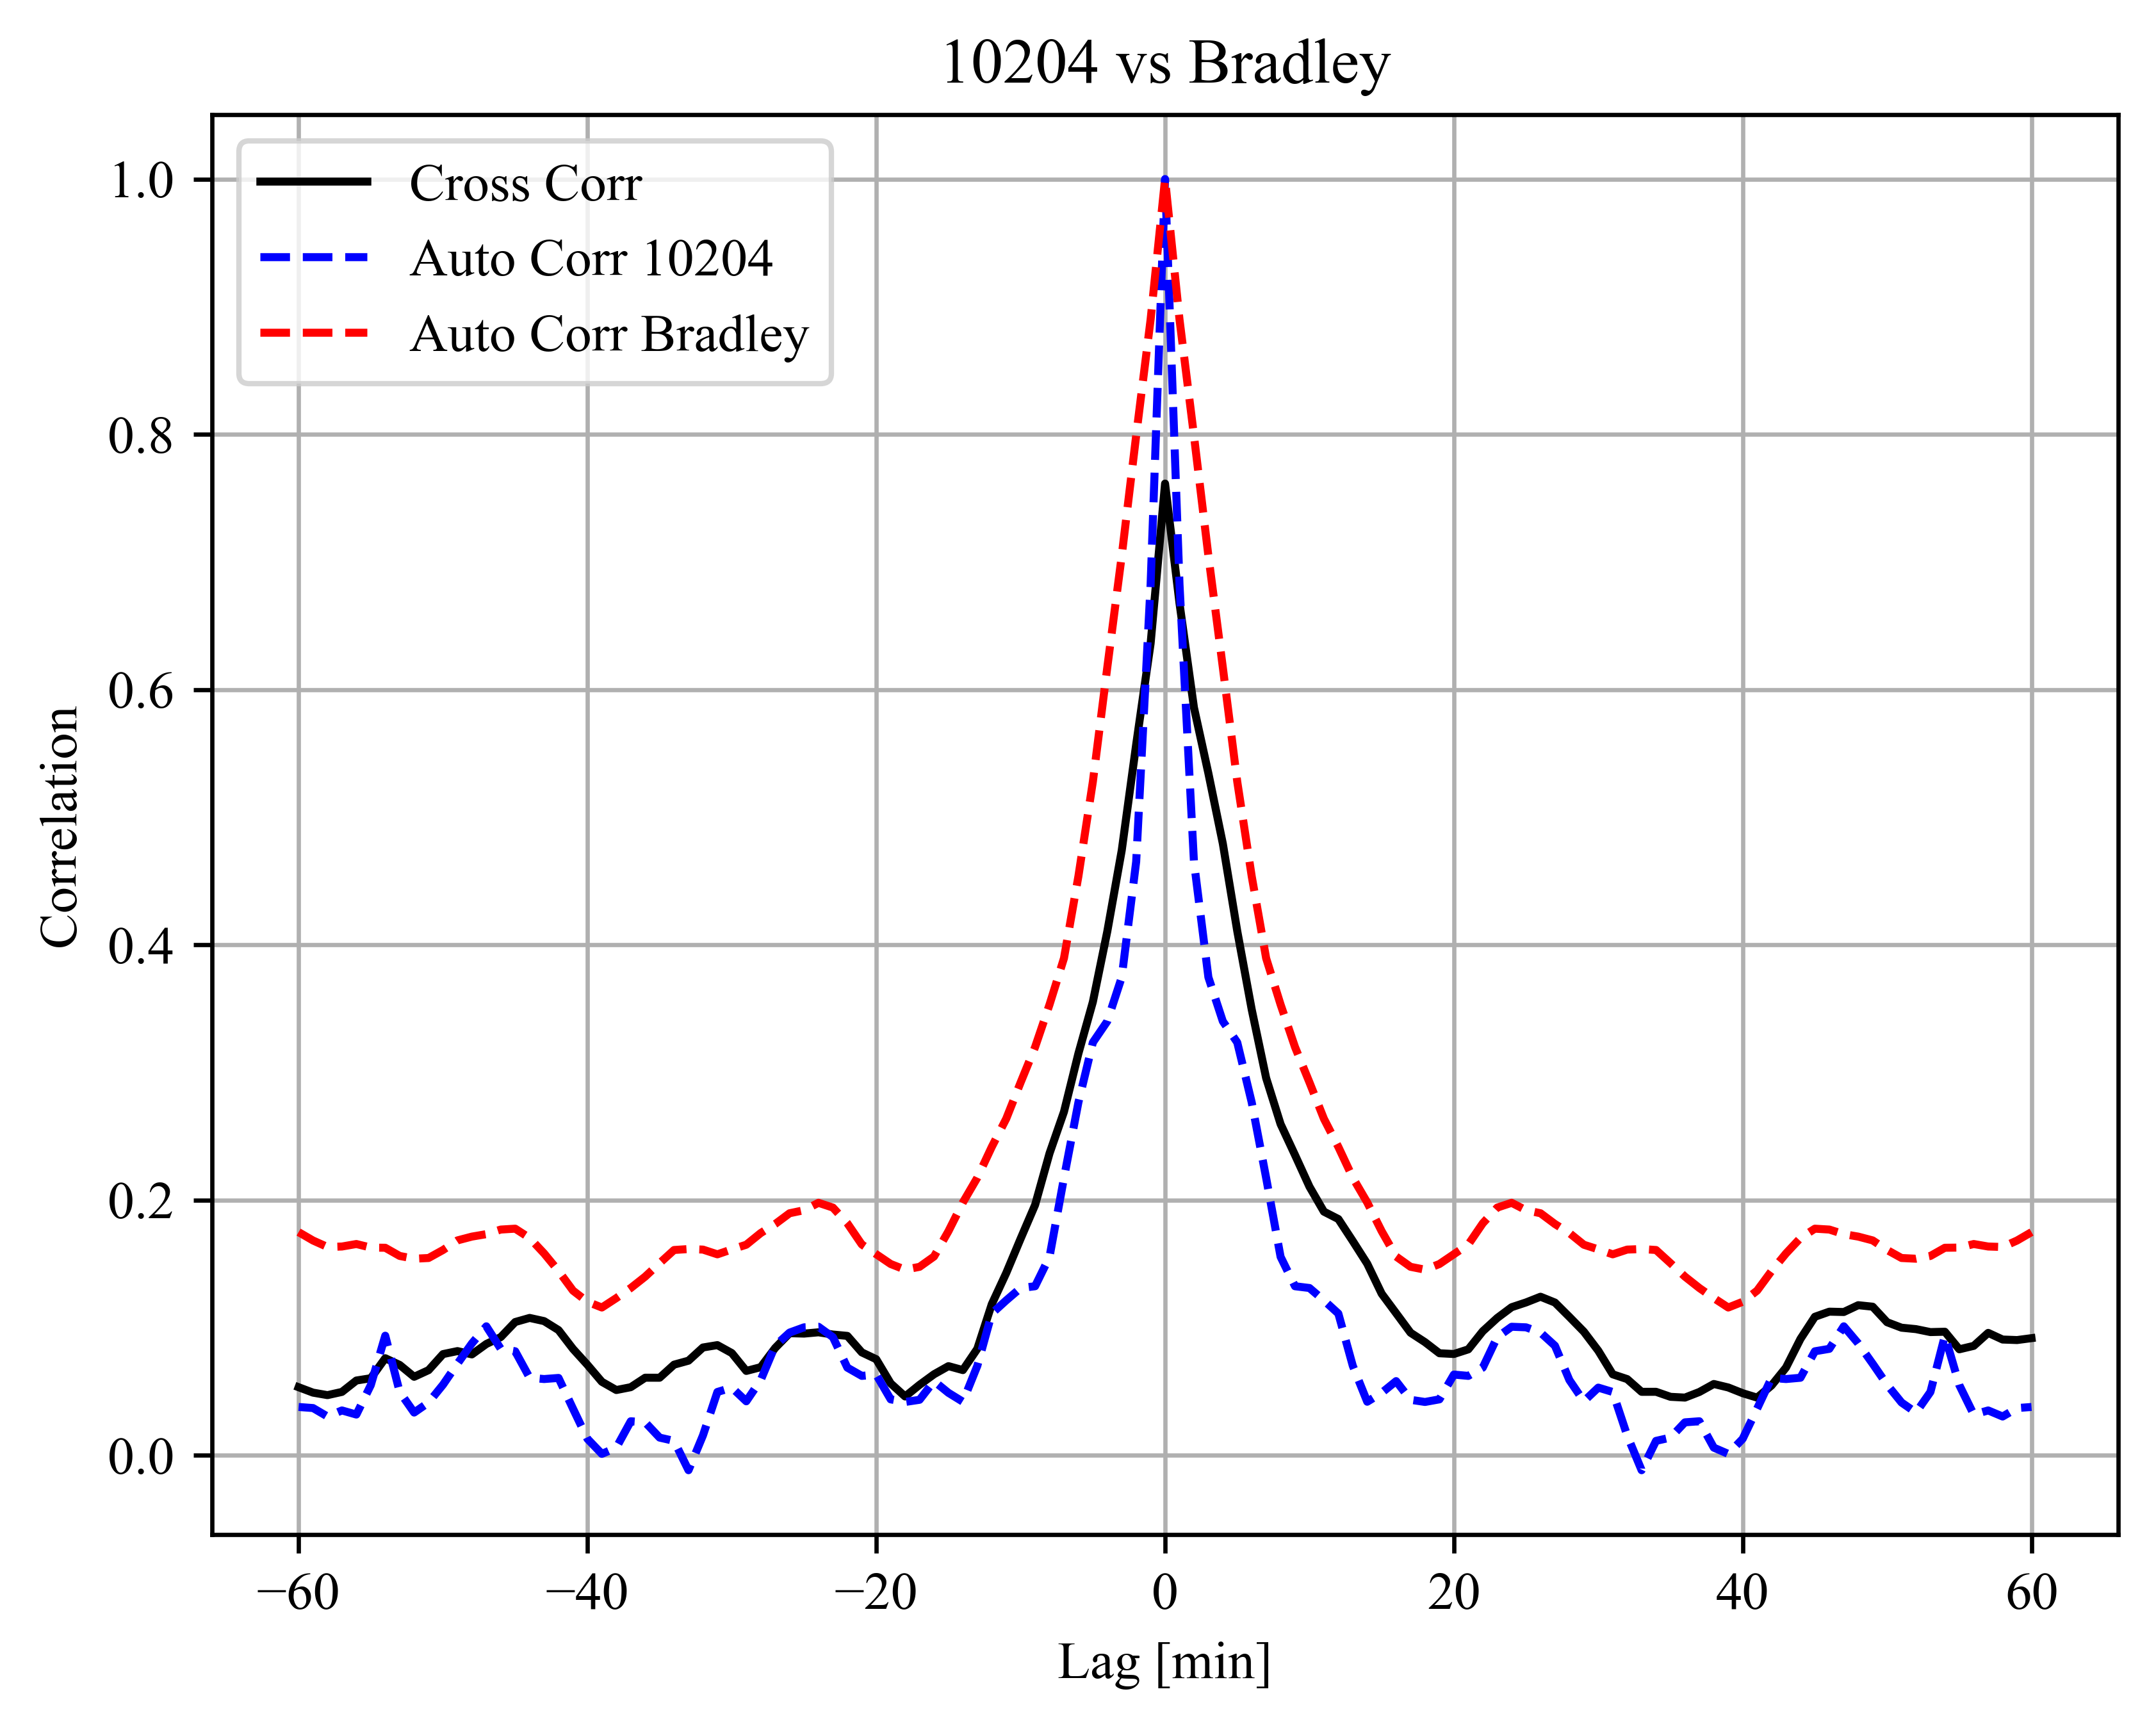 10204 vs Bradley
Cross Corr
Auto Corr 10204
Auto Corr Bradley
1.0
0.8
0.6
0.4
0.2
0.0
Correlation
−60 −40 −20 0 20 40 60
Lag [min]